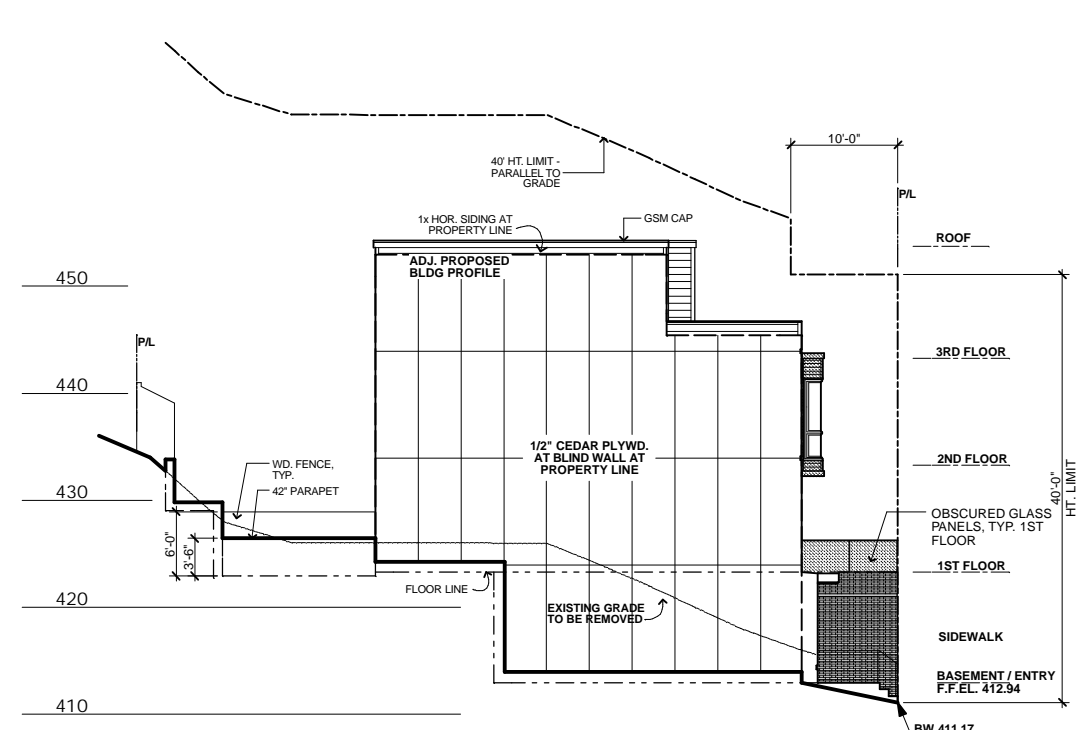 10'-0"
40' HT. LIMIT -
PARALLEL TO
GRADE
P/L
1x HOR. SIDING AT
PROPERTY LINE
GSM CAP
ROOF
ADJ. PROPOSED
BLDG PROFILE
450
P/L
3RD FLOOR
440
1/2" CEDAR PLYWD.
AT BLIND WALL AT
PROPERTY LINE
WD. FENCE,
TYP.
2ND FLOOR
42" PARAPET
430
40'-0"
HT. LIMIT
OBSCURED GLASS
PANELS, TYP. 1ST
FLOOR
6'-0"
3'-6"
1ST FLOOR
FLOOR LINE
420
EXISTING GRADE
TO BE REMOVED
SIDEWALK
BASEMENT / ENTRY
F.F.EL. 412.94
410
BW 411.17